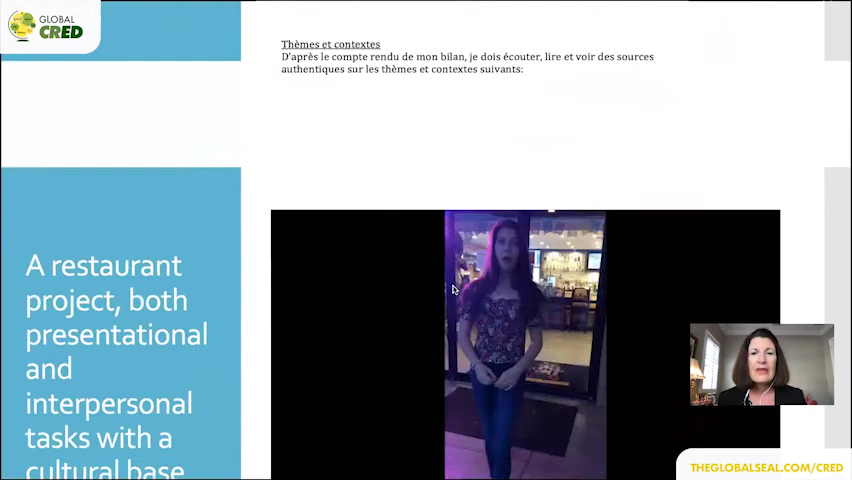 GLOBAL
CRED
Thèmes et contextes
D'après le compte rendu de mon bilan, je dois écouter, lire et voir des sources
authentiques sur les thèmes et contextes suivants:
A restaurant
project, both
presentational
and
interpersonal
tasks with a
cultural base
THEGLOBALSEAL.COM/CRED